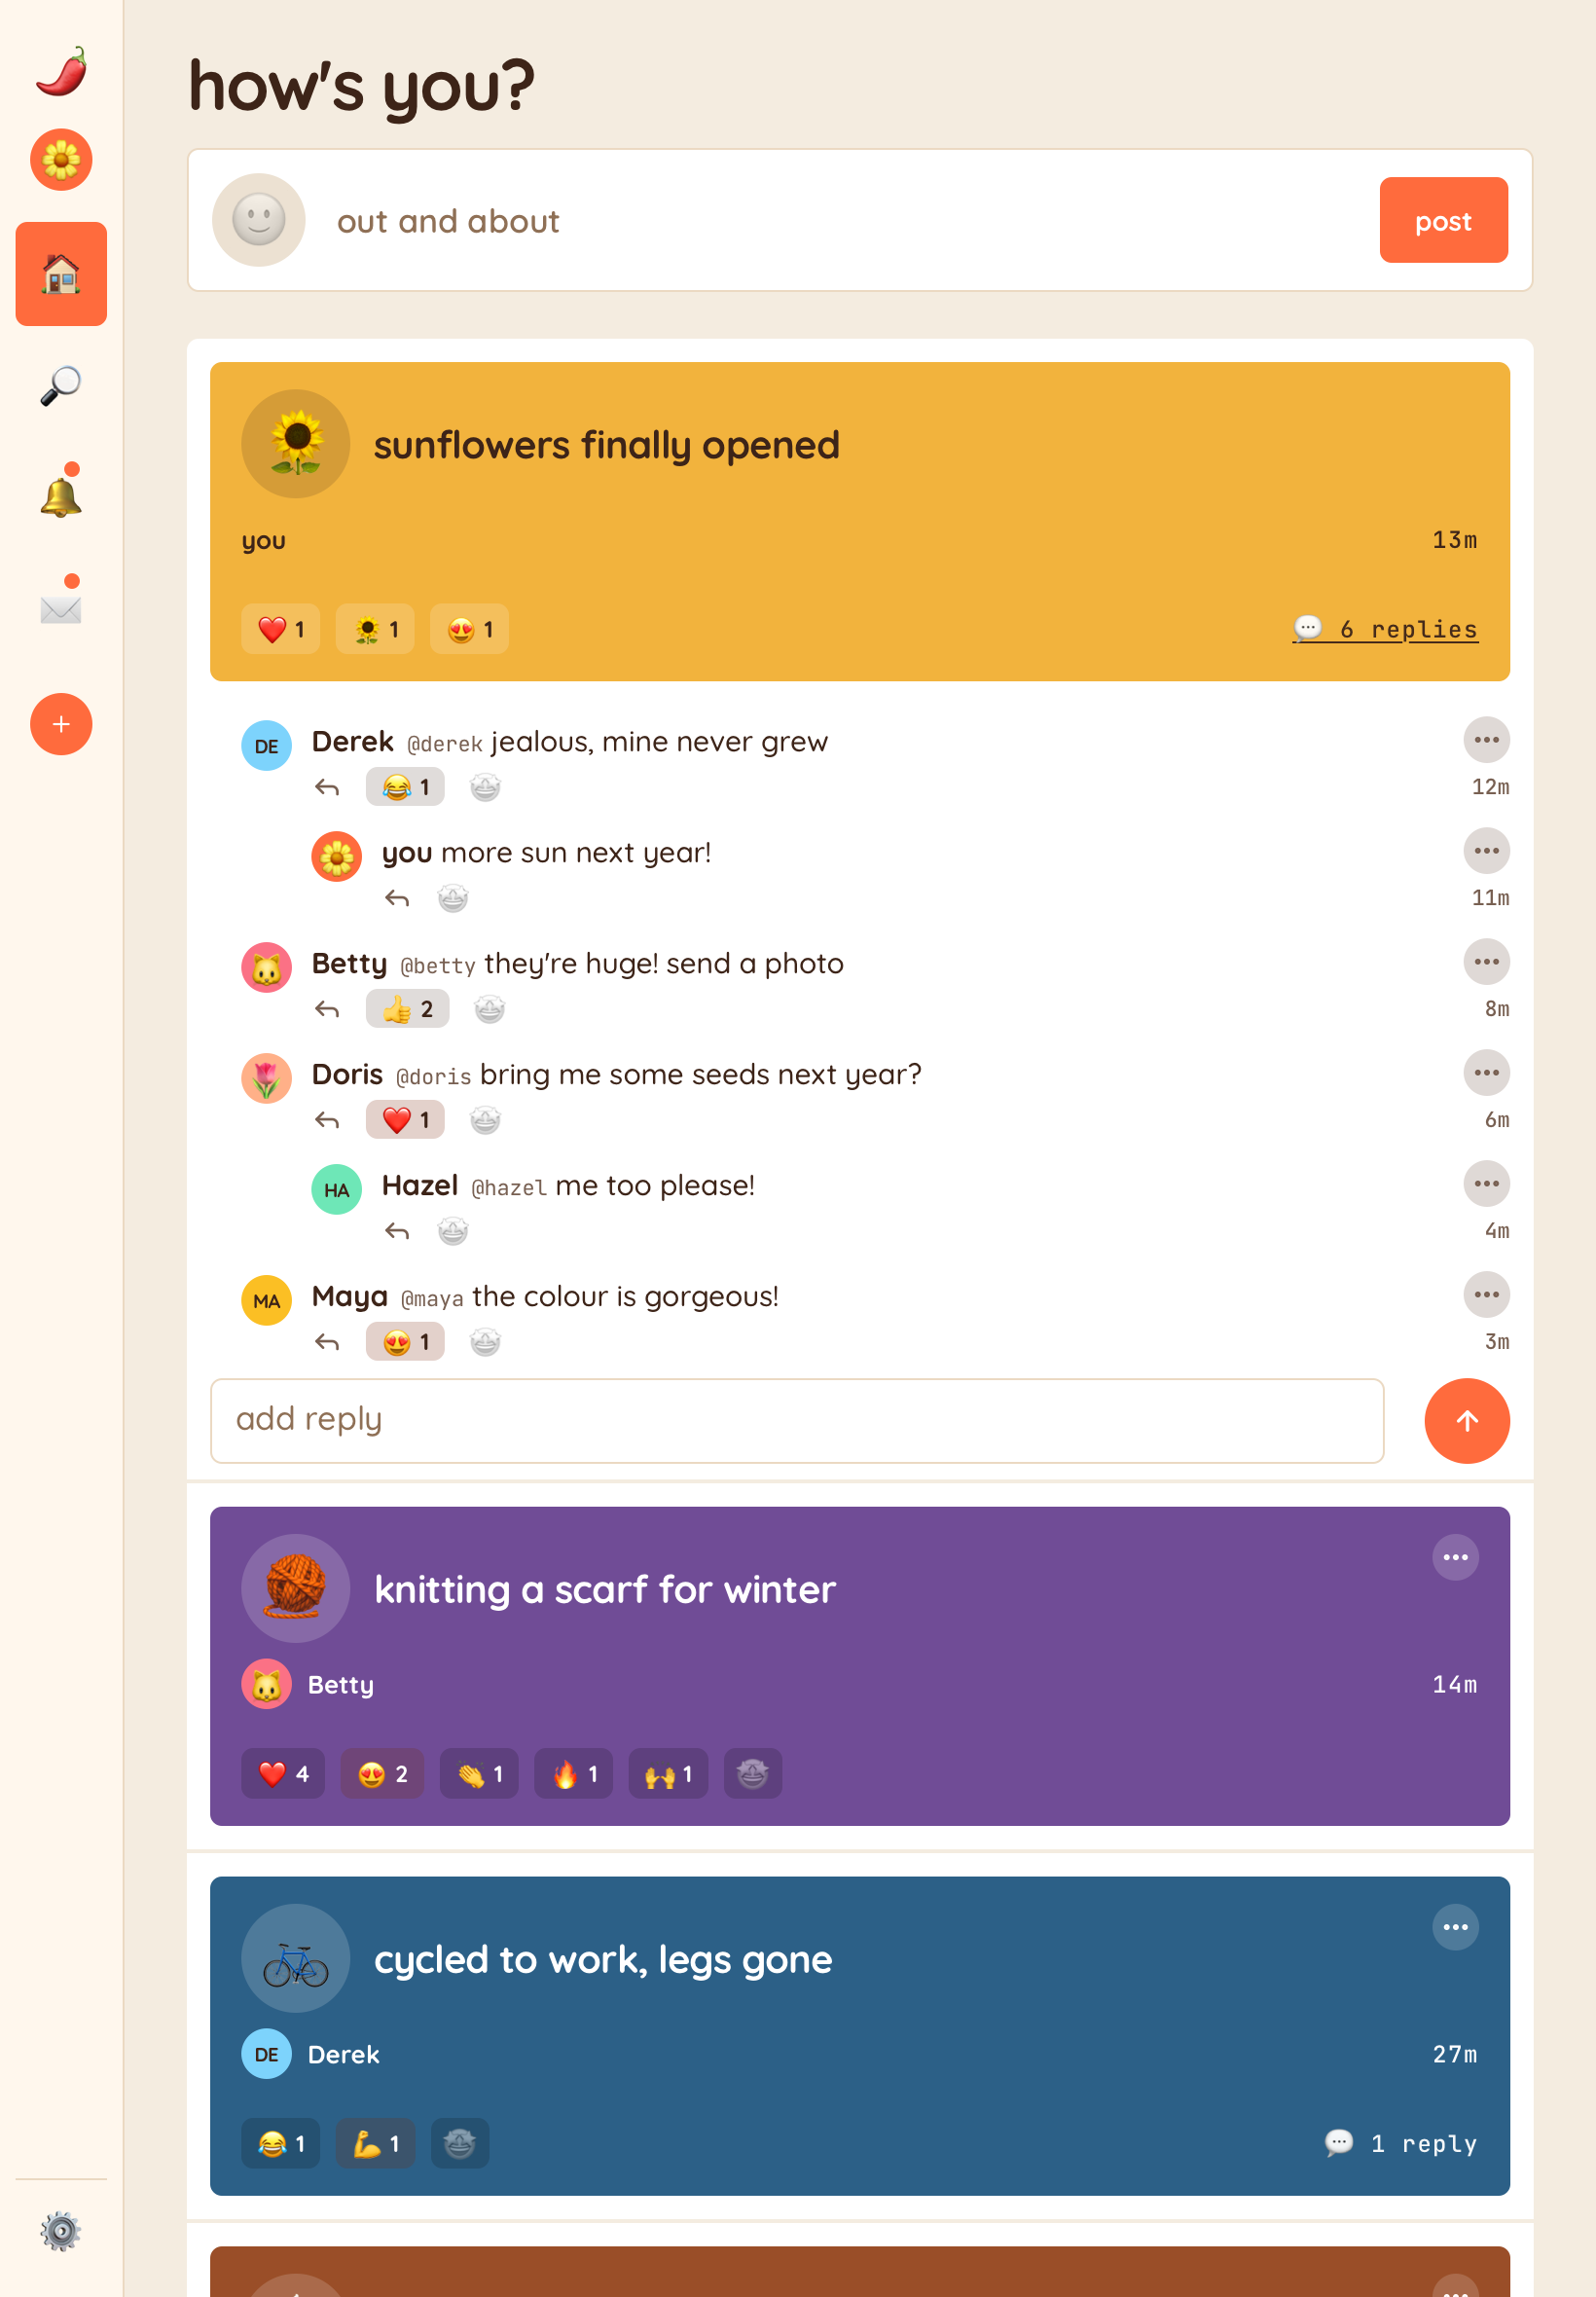 how's you?
out and about
post
sunflowers finally opened
you 13m
1 1 1 6 replies
DE Derek @derek jealous, mine never grew
1 12m
you more sun next year!
11m
Betty @betty they're huge! send a photo
2 8m
Doris @doris bring me some seeds next year?
1 6m
HA Hazel @hazel me too please!
4m
MA Maya @maya the colour is gorgeous!
1 3m
add reply
knitting a scarf for winter
Betty 14m
4 2 1 1 1
cycled to work, legs gone
DE Derek 27m
1 1 1 reply